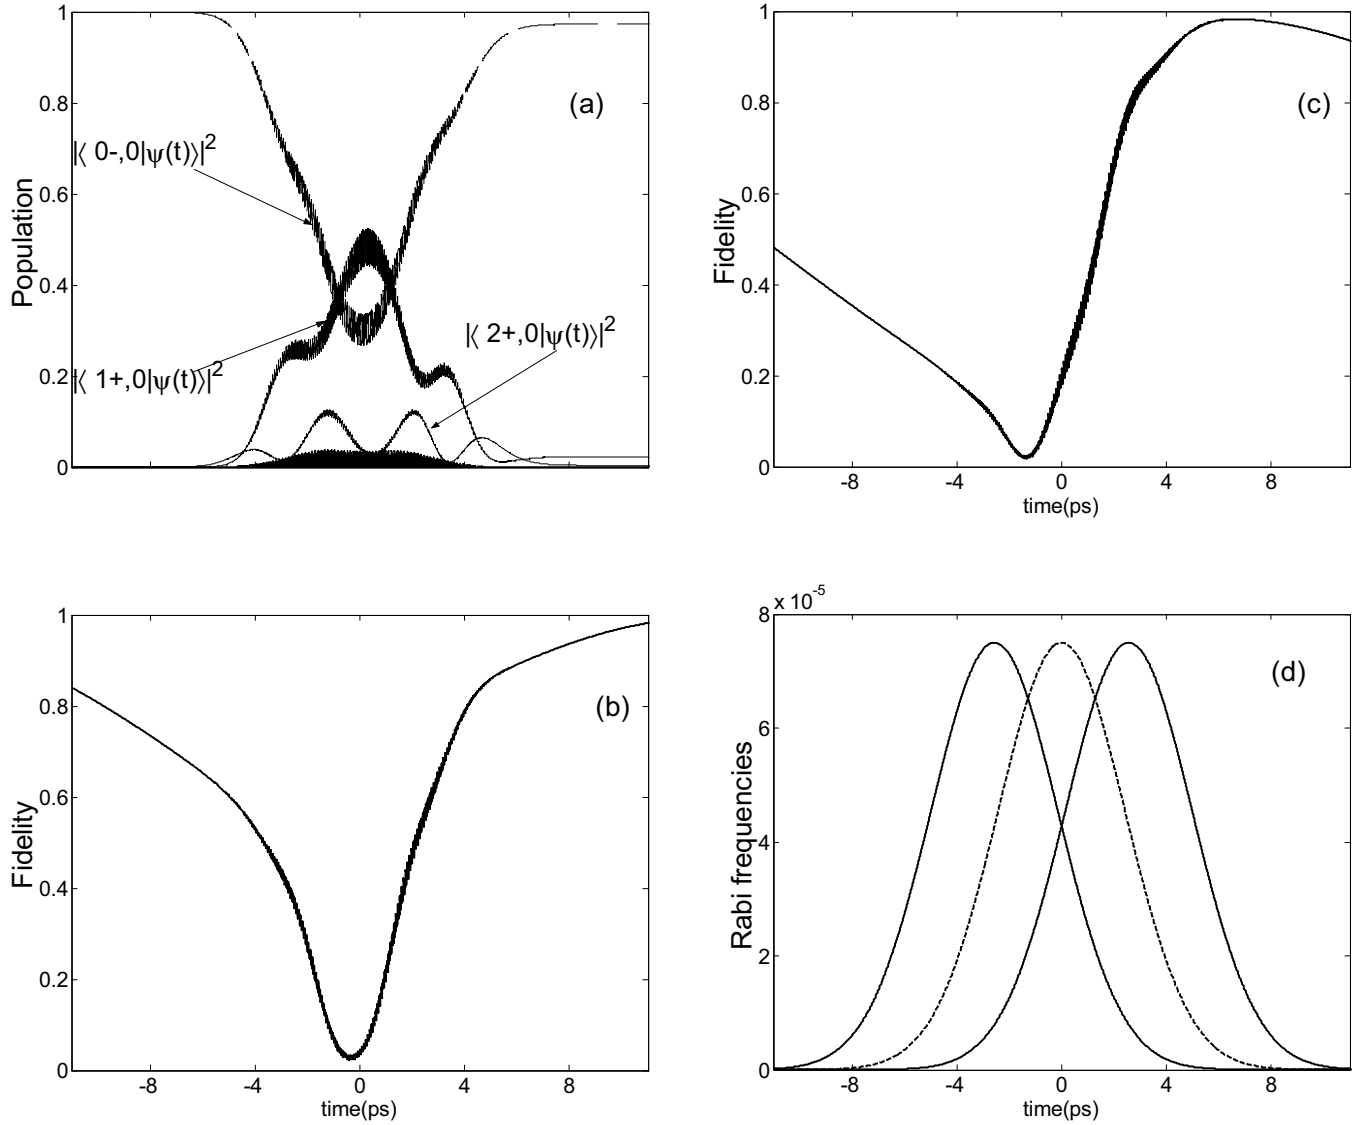 1
0.8
0.6
0.4
0.2
0
Population
(a)
|⟨ 0-,0|ψ(t)⟩|²
|⟨ 1+,0|ψ(t)⟩|²
|⟨ 2+,0|ψ(t)⟩|²
1
0.8
0.6
0.4
0.2
0
Fidelity
(c)
-8 -4 0 4 8
time(ps)
1
0.8
0.6
0.4
0.2
0
Fidelity
(b)
-8 -4 0 4 8
time(ps)
x 10⁻⁵
8
6
4
2
0
Rabi frequencies
(d)
-8 -4 0 4 8
time(ps)